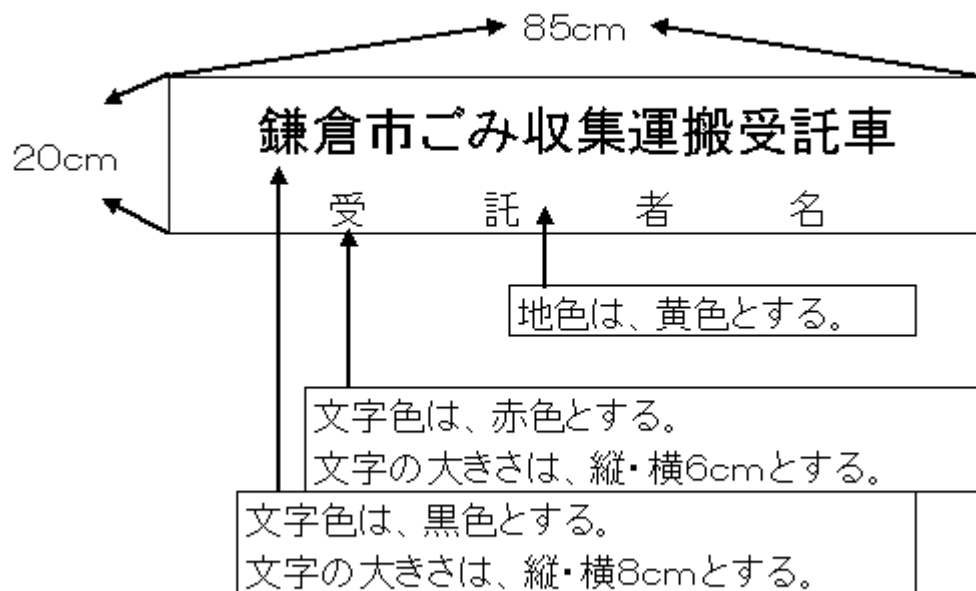 85cm
20cm
鎌倉市ごみ収集運搬受託車
受託者名
地色は、黄色とする。
文字色は、赤色とする。
文字の大きさは、縦・横6cmとする。
文字色は、黒色とする。
文字の大きさは、縦・横8cmとする。